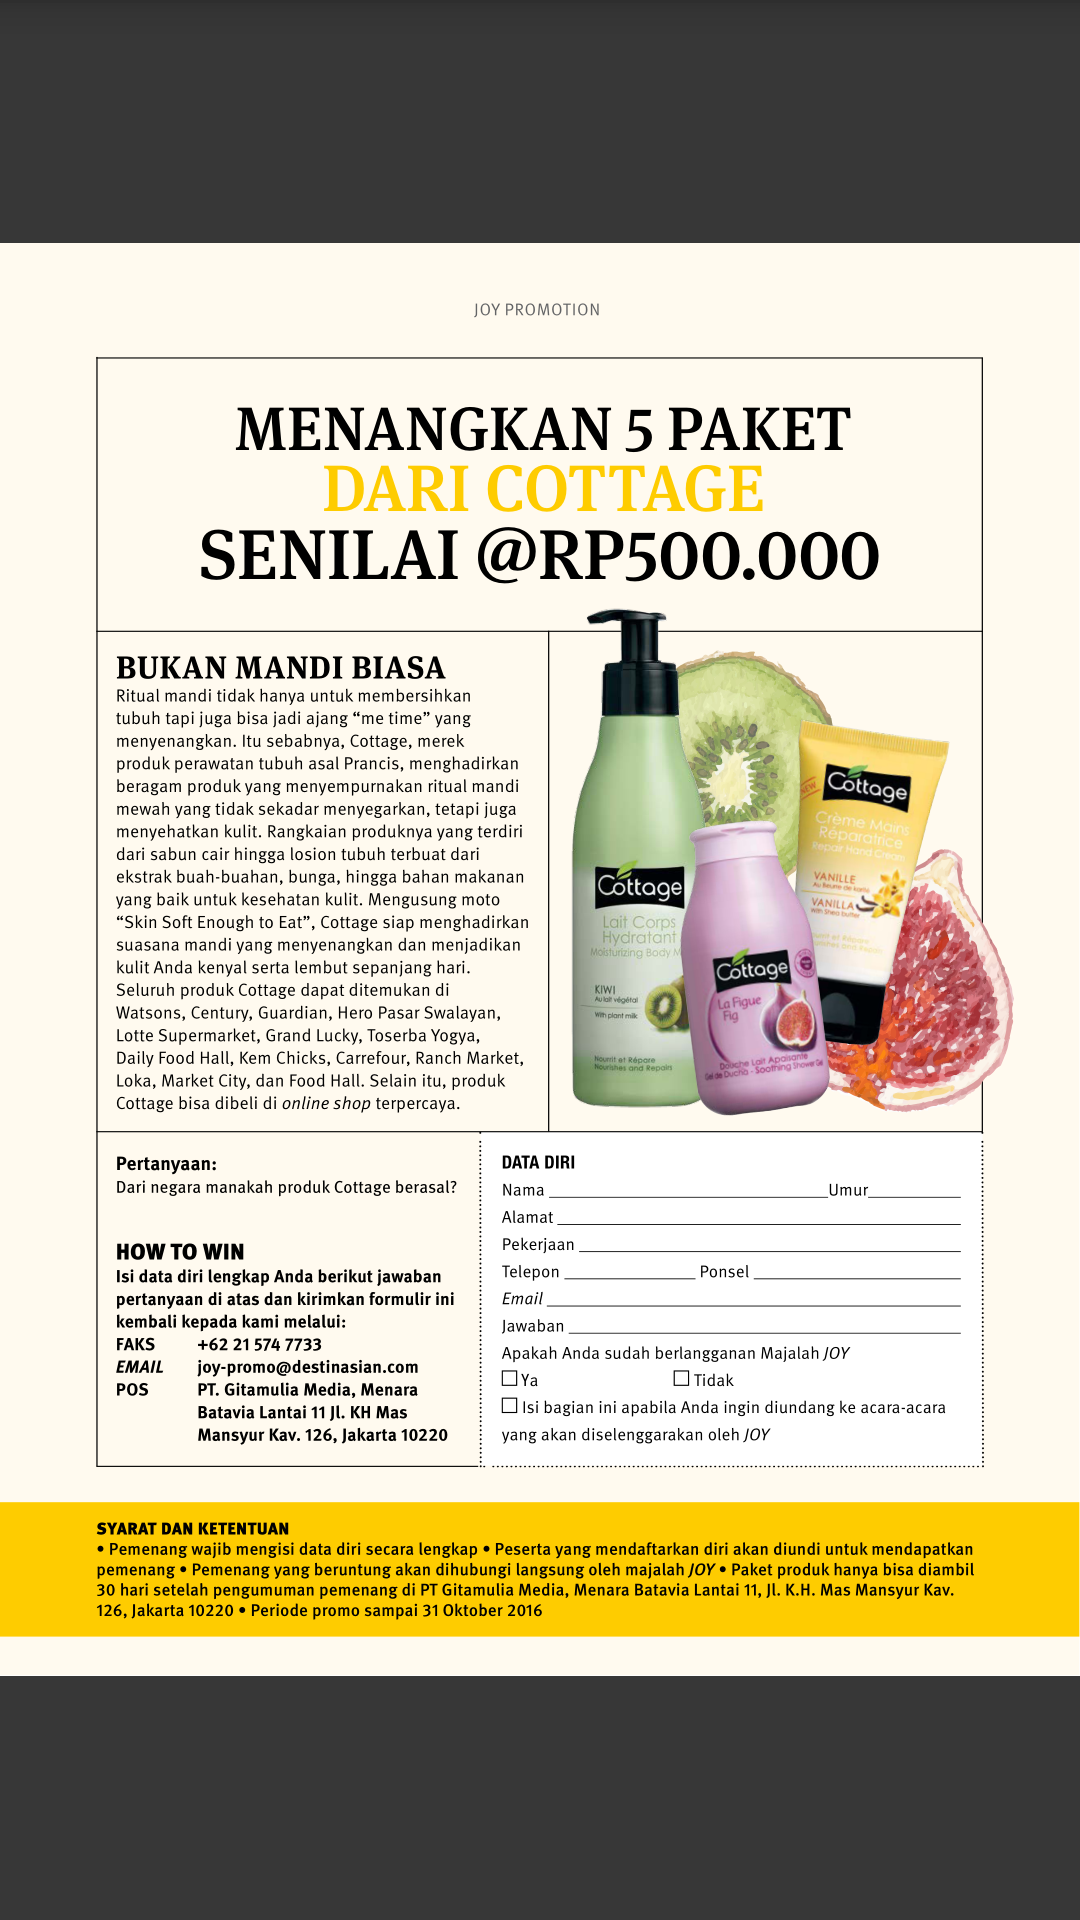 JOY PROMOTION
MENANGKAN 5 PAKET
DARI COTTAGE
SENILAI @RP500.000
BUKAN MANDI BIASA
Ritual mandi tidak hanya untuk membersihkan
tubuh tapi juga bisa jadi ajang “me time” yang
menyenangkan. Itu sebabnya, Cottage, merek
produk perawatan tubuh asal Prancis, menghadirkan
beragam produk yang menyempurnakan ritual mandi
mewah yang tidak sekadar menyegarkan, tetapi juga
menyehatkan kulit. Rangkaian produknya yang terdiri
dari sabun cair hingga losion tubuh terbuat dari
ekstrak buah-buahan, bunga, hingga bahan makanan
yang baik untuk kesehatan kulit. Mengusung moto
“Skin Soft Enough to Eat”, Cottage siap menghadirkan
suasana mandi yang menyenangkan dan menjadikan
kulit Anda kenyal serta lembut sepanjang hari.
Seluruh produk Cottage dapat ditemukan di
Watsons, Century, Guardian, Hero Pasar Swalayan,
Lotte Supermarket, Grand Lucky, Toserba Yogya,
Daily Food Hall, Kem Chicks, Carrefour, Ranch Market,
Loka, Market City, dan Food Hall. Selain itu, produk
Cottage bisa dibeli di online shop terpercaya.
Cottage
Lait Corps
Hydratant
Moisturizing Body M
KIWI
Au lait végétal
With plant milk
Nourrit et Répare
Nourishes and Repairs
Cottage
La Figue
Fig
Douche Lait Apaisante
Gel de Ducha - Soothing Shower Gel
NEW
Cottage
Crème Mains
Réparatrice
Repair Hand Cream
VANILLE
Au Beurre de karité
VANILLA
With Shea butter
Pertanyaan:
Dari negara manakah produk Cottage berasal?
HOW TO WIN
Isi data diri lengkap Anda berikut jawaban
pertanyaan di atas dan kirimkan formulir ini
kembali kepada kami melalui:
FAKS +62 21 574 7733
EMAIL joy-promo@destinasian.com
POS PT. Gitamulia Media, Menara
Batavia Lantai 11 Jl. KH Mas
Mansyur Kav. 126, Jakarta 10220
DATA DIRI
Nama Umur
Alamat
Pekerjaan
Telepon Ponsel
Email
Jawaban
Apakah Anda sudah berlangganan Majalah JOY
Ya Tidak
Isi bagian ini apabila Anda ingin diundang ke acara-acara
yang akan diselenggarakan oleh JOY
SYARAT DAN KETENTUAN
• Pemenang wajib mengisi data diri secara lengkap • Peserta yang mendaftarkan diri akan diundi untuk mendapatkan
pemenang • Pemenang yang beruntung akan dihubungi langsung oleh majalah JOY • Paket produk hanya bisa diambil
30 hari setelah pengumuman pemenang di PT Gitamulia Media, Menara Batavia Lantai 11, Jl. K.H. Mas Mansyur Kav.
126, Jakarta 10220 • Periode promo sampai 31 Oktober 2016